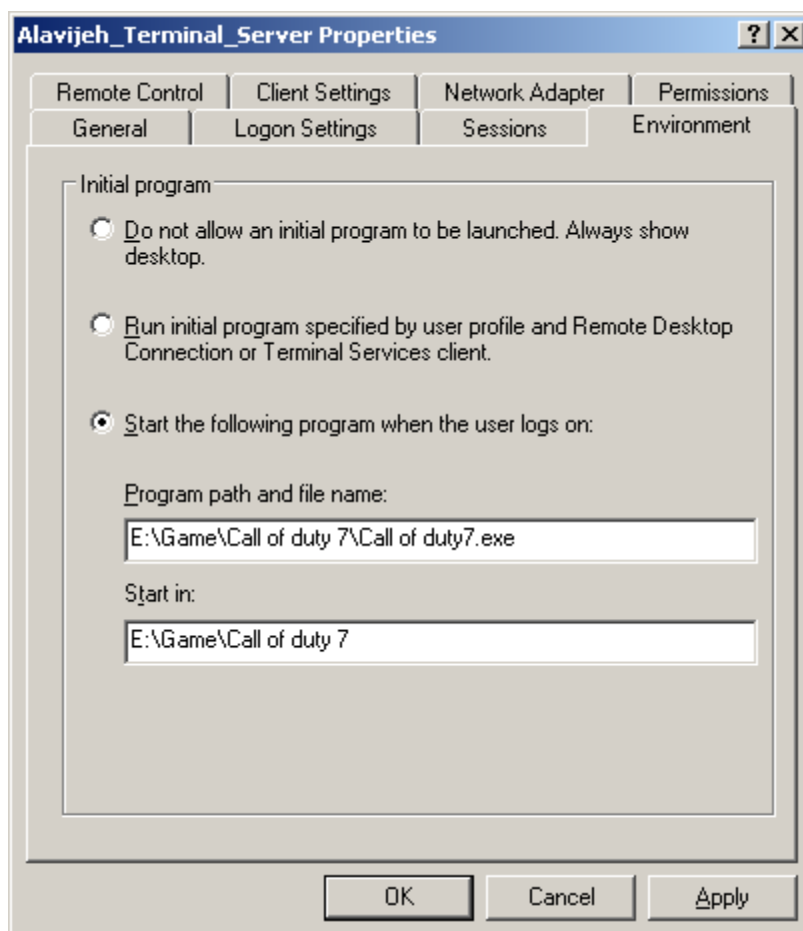 Alavijeh_Terminal_Server Properties
Remote Control Client Settings Network Adapter Permissions
General Logon Settings Sessions Environment
Initial program
Do not allow an initial program to be launched. Always show
desktop.
Run initial program specified by user profile and Remote Desktop
Connection or Terminal Services client.
Start the following program when the user logs on:
Program path and file name:
E:\Game\Call of duty 7\Call of duty7.exe
Start in:
E:\Game\Call of duty 7
OK Cancel Apply